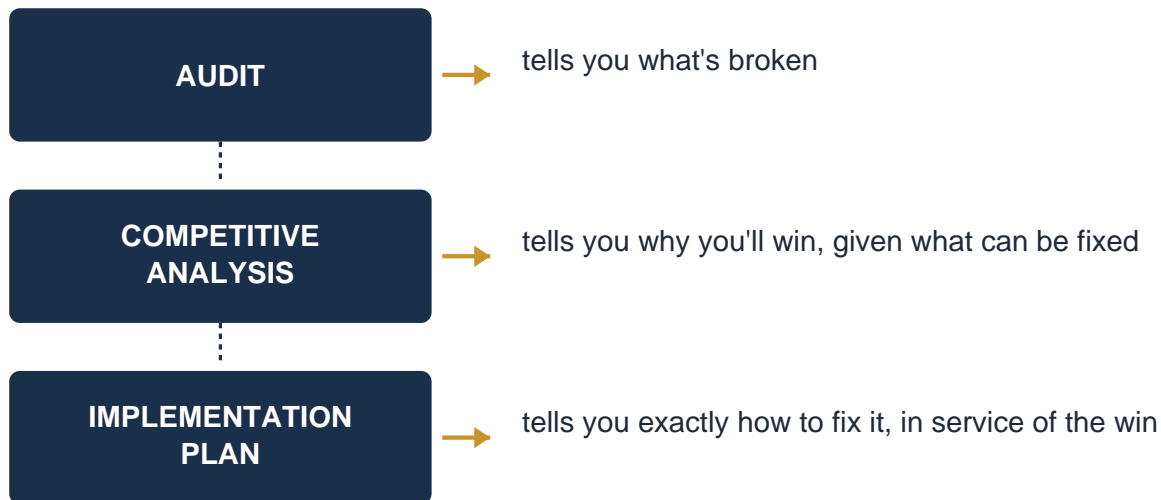 AUDIT
tells you what's broken
COMPETITIVE
ANALYSIS
tells you why you'll win, given what can be fixed
IMPLEMENTATION
PLAN
tells you exactly how to fix it, in service of the win